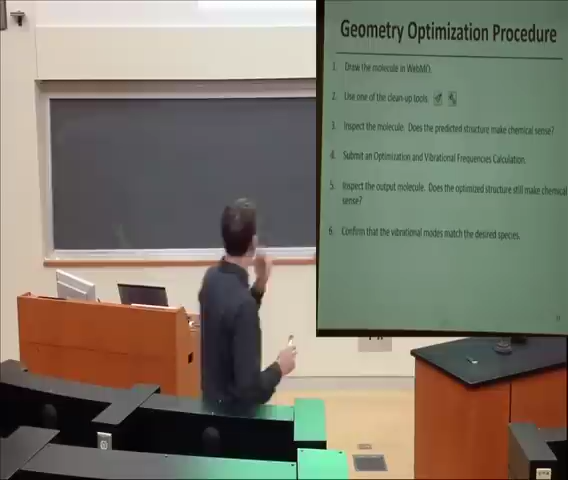 Geometry Optimization Procedure
1. Draw the molecule in WebMO.
2. Use one of the clean-up tools.
3. Inspect the molecule. Does the predicted structure make chemical sense?
4. Submit an Optimization and Vibrational Frequencies Calculation.
5. Inspect the output molecule. Does the optimized structure still make chemical
sense?
6. Confirm that the vibrational modes match the desired species.